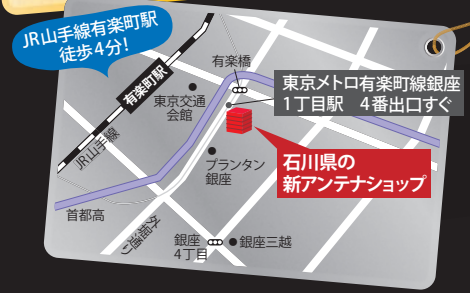 JR山手線有楽町駅
徒歩4分!
有楽橋
有楽町駅
東京メトロ有楽町線銀座
1丁目駅 4番出口すぐ
東京交通
会館
JR山手線
石川県の
新アンテナショップ
プランタン
銀座
首都高
外堀通り
銀座
4丁目
銀座三越